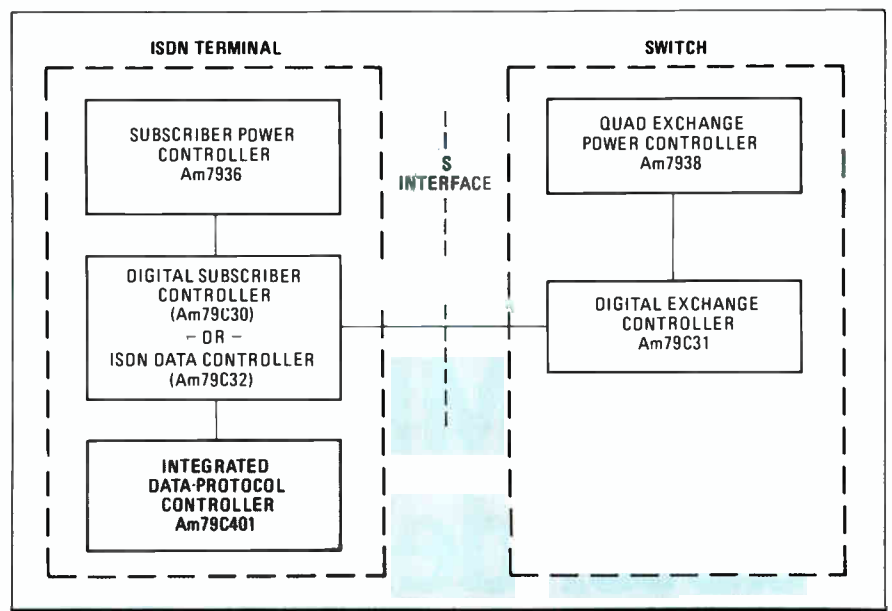 ISDN TERMINAL
SUBSCRIBER POWER
CONTROLLER
Am7936
DIGITAL SUBSCRIBER
CONTROLLER
(Am79C30)
– OR –
ISDN DATA CONTROLLER
(Am79C32)
INTEGRATED
DATA-PROTOCOL
CONTROLLER
Am79C401
S
INTERFACE
SWITCH
QUAD EXCHANGE
POWER CONTROLLER
Am7938
DIGITAL EXCHANGE
CONTROLLER
Am79C31